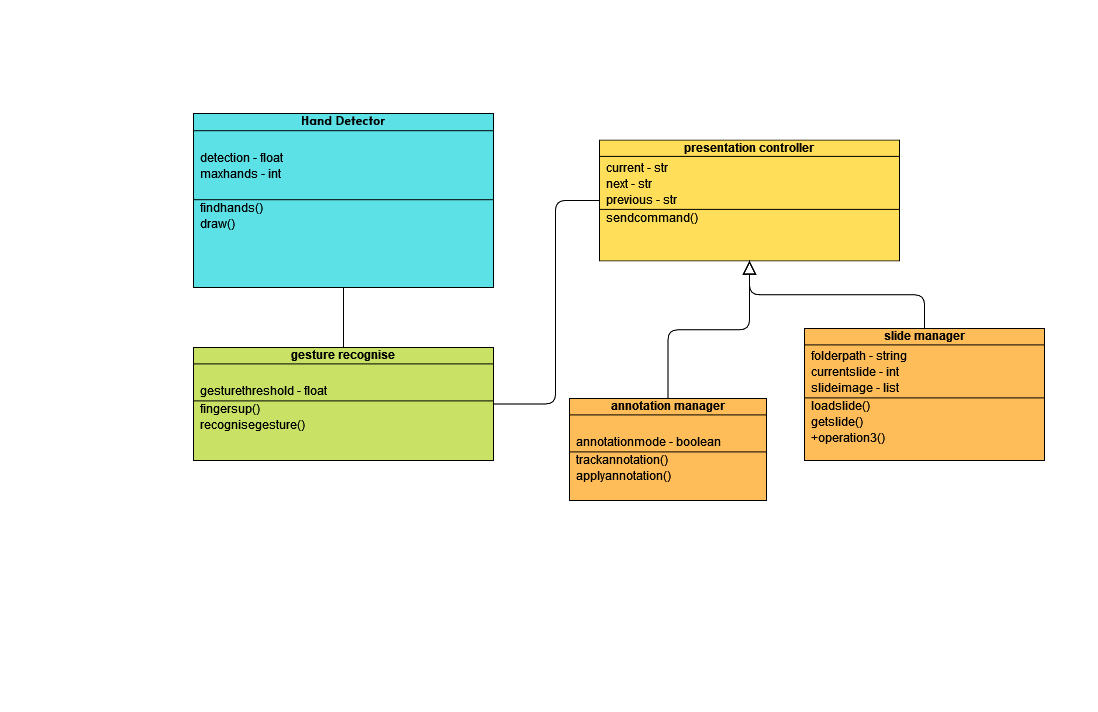 Hand Detector
detection - float
maxhands - int
findhands()
draw()
presentation controller
current - str
next - str
previous - str
sendcommand()
gesture recognise
gesturethreshold - float
fingersup()
recognisegesture()
annotation manager
annotationmode - boolean
trackannotation()
applyannotation()
slide manager
folderpath - string
currentslide - int
slideimage - list
loadslide()
getslide()
+operation3()